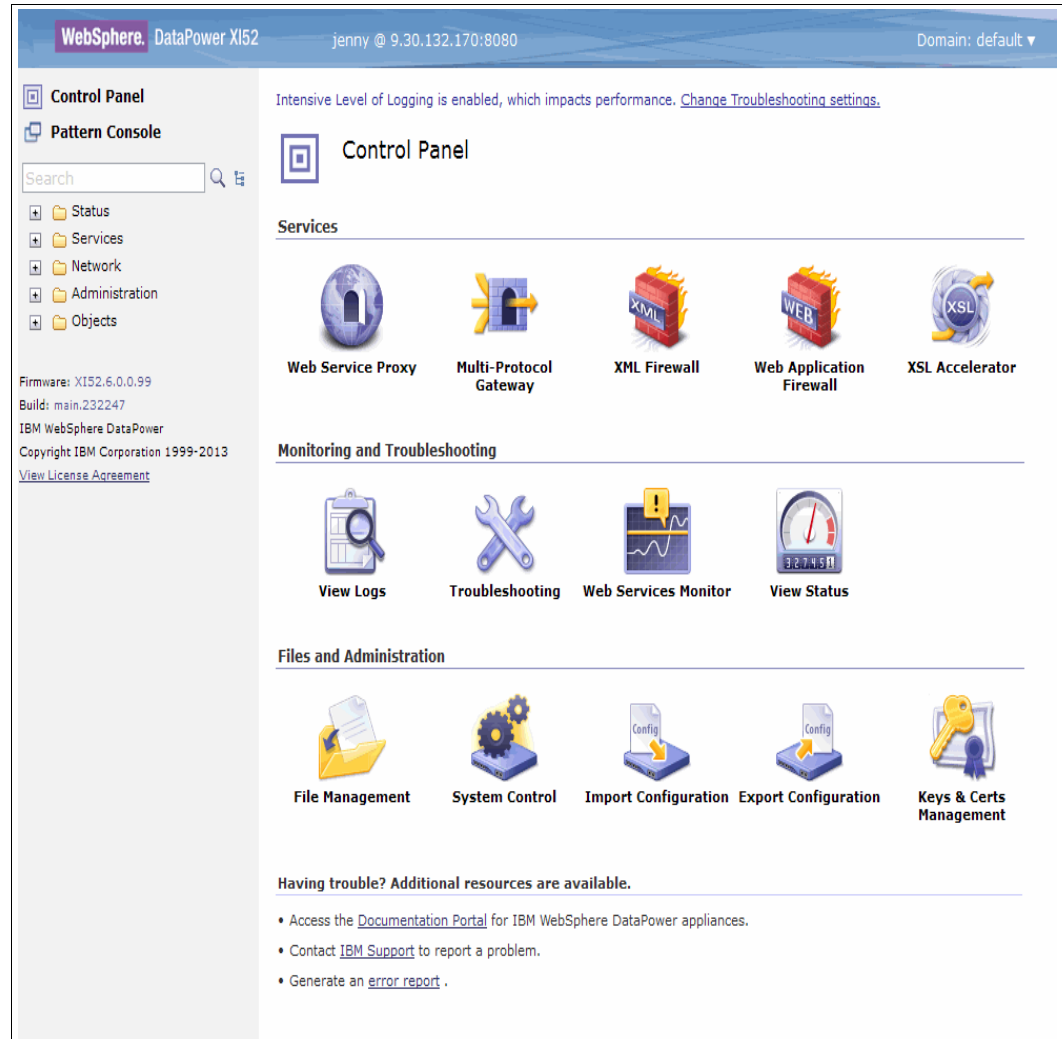 WebSphere. DataPower XI52
jenny @ 9.30.132.170:8080
Domain: default ▼
Control Panel
Pattern Console
Search
Status
Services
Network
Administration
Objects
Firmware: XI52.6.0.0.99
Build: main.232247
IBM WebSphere DataPower
Copyright IBM Corporation 1999-2013
View License Agreement
Intensive Level of Logging is enabled, which impacts performance. Change Troubleshooting settings.
Control Panel
Services
XML
WEB
XSL
Web Service Proxy
Multi-Protocol
Gateway
XML Firewall
Web Application
Firewall
XSL Accelerator
Monitoring and Troubleshooting
!
327451
View Logs
Troubleshooting
Web Services Monitor
View Status
Files and Administration
Config
Config
File Management
System Control
Import Configuration
Export Configuration
Keys & Certs
Management
Having trouble? Additional resources are available.
• Access the Documentation Portal for IBM WebSphere DataPower appliances.
• Contact IBM Support to report a problem.
• Generate an error report .